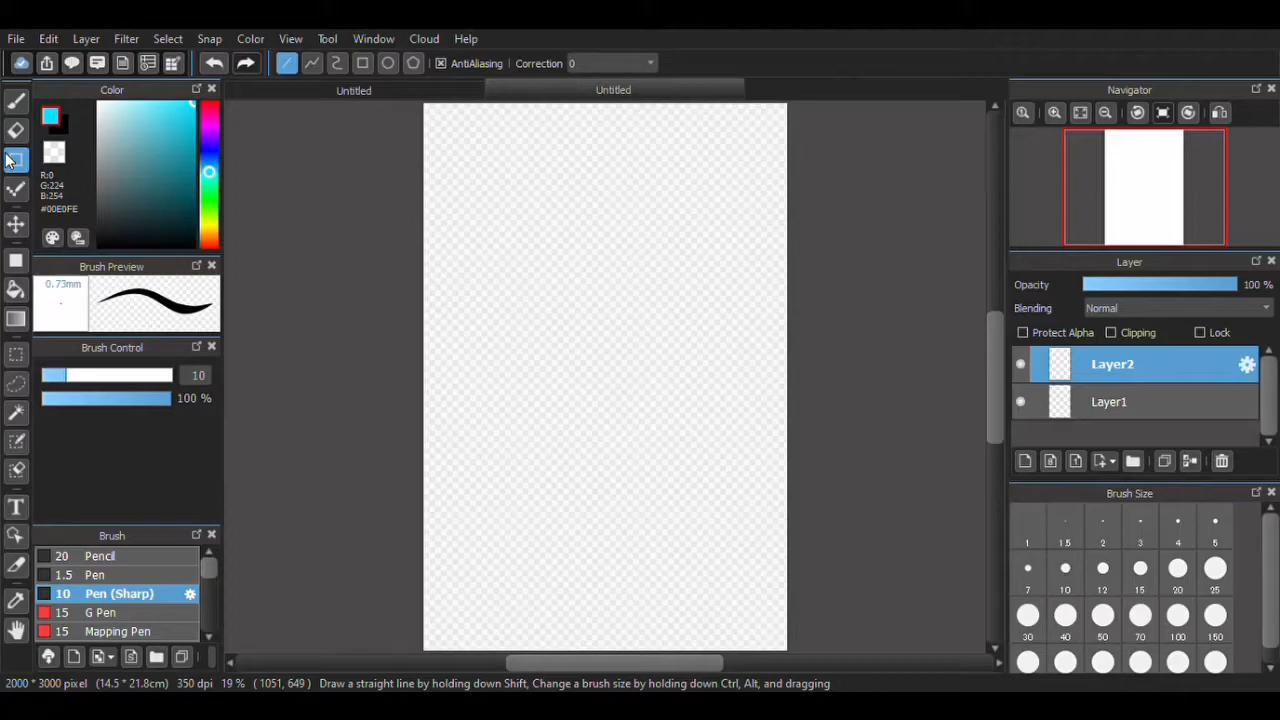 File Edit Layer Filter Select Snap Color View Tool Window Cloud Help
AntiAliasing Correction 0
Color
Untitled
Untitled
Navigator
R:0
G:224
B:254
#00E0FE
Brush Preview
0.73mm
Brush Control
10
100 %
Brush
20 Pencil
1.5 Pen
10 Pen (Sharp)
15 G Pen
15 Mapping Pen
Layer
Opacity 100 %
Blending Normal
Protect Alpha Clipping Lock
Layer2
Layer1
Brush Size
1 1.5 2 3 4 5
7 10 12 15 20 25
30 40 50 70 100 150
2000 * 3000 pixel (14.5 * 21.8cm) 350 dpi 19 % ( 1051, 649 ) Draw a straight line by holding down Shift, Change a brush size by holding down Ctrl, Alt, and dragging